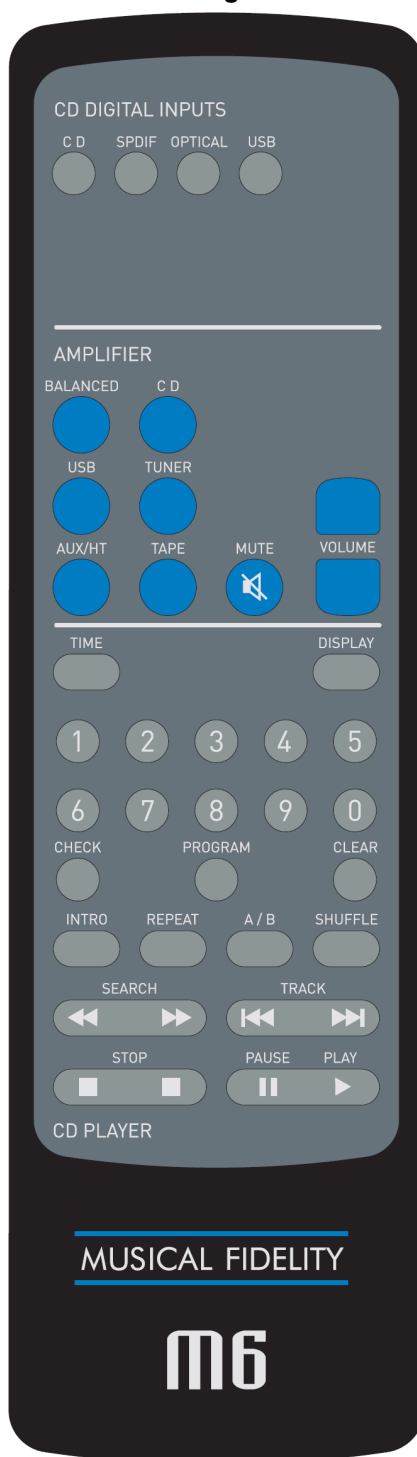 CD DIGITAL INPUTS
C D SPDIF OPTICAL USB
AMPLIFIER
BALANCED C D
USB TUNER
AUX/HT TAPE MUTE VOLUME
TIME DISPLAY
1 2 3 4 5
6 7 8 9 0
CHECK PROGRAM CLEAR
INTRO REPEAT A / B SHUFFLE
SEARCH TRACK
STOP PAUSE PLAY
CD PLAYER
MUSICAL FIDELITY
M6